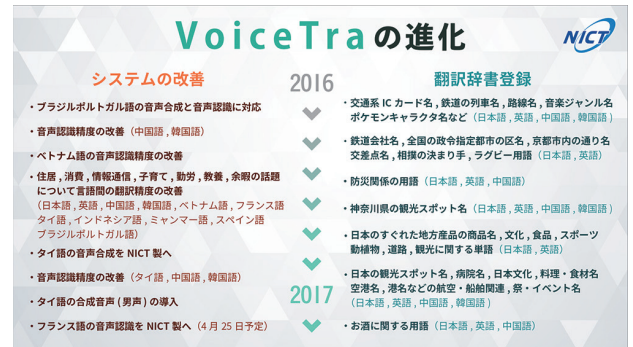 VoiceTraの進化
NICT
システムの改善
・ブラジルポルトガル語の音声合成と音声認識に対応
・音声認識精度の改善（中国語 , 韓国語）
・ベトナム語の音声認識精度の改善
・住居 , 消費 , 情報通信 , 子育て , 勤労 , 教養 , 余暇の話題
について言語間の翻訳精度の改善
（日本語 , 英語 , 中国語 , 韓国語 , ベトナム語 , フランス語
タイ語 , インドネシア語 , ミャンマー語 , スペイン語
ブラジルポルトガル語）
・タイ語の音声合成を NICT 製へ
・音声認識精度の改善（タイ語 , 中国語 , 韓国語）
・タイ語の合成音声 ( 男声 ) の導入
・フランス語の音声認識を NICT 製へ（4 月 25 日予定）
2016
2017
翻訳辞書登録
・交通系 IC カード名 , 鉄道の列車名 , 路線名 , 音楽ジャンル名
ポケモンキャラクタ名など（日本語 , 英語 , 中国語 , 韓国語 )
・鉄道会社名 , 全国の政令指定都市の区名 , 京都市内の通り名
交差点名 , 相撲の決まり手 , ラグビー用語（日本語 , 英語）
・防災関係の用語（日本語 , 英語 , 中国語）
・神奈川県の観光スポット名（日本語 , 英語 , 中国語 , 韓国語 )
・日本のすぐれた地方産品の商品名 , 文化 , 食品 , スポーツ
動植物 , 道路 , 観光に関する単語（日本語 , 英語）
・日本の観光スポット名 , 病院名 , 日本文化 , 料理・食材名
空港名 , 港名などの航空・船舶関連 , 祭・イベント名
（日本語 , 英語 , 中国語 , 韓国語 )
・お酒に関する用語（日本語 , 英語 , 中国語）